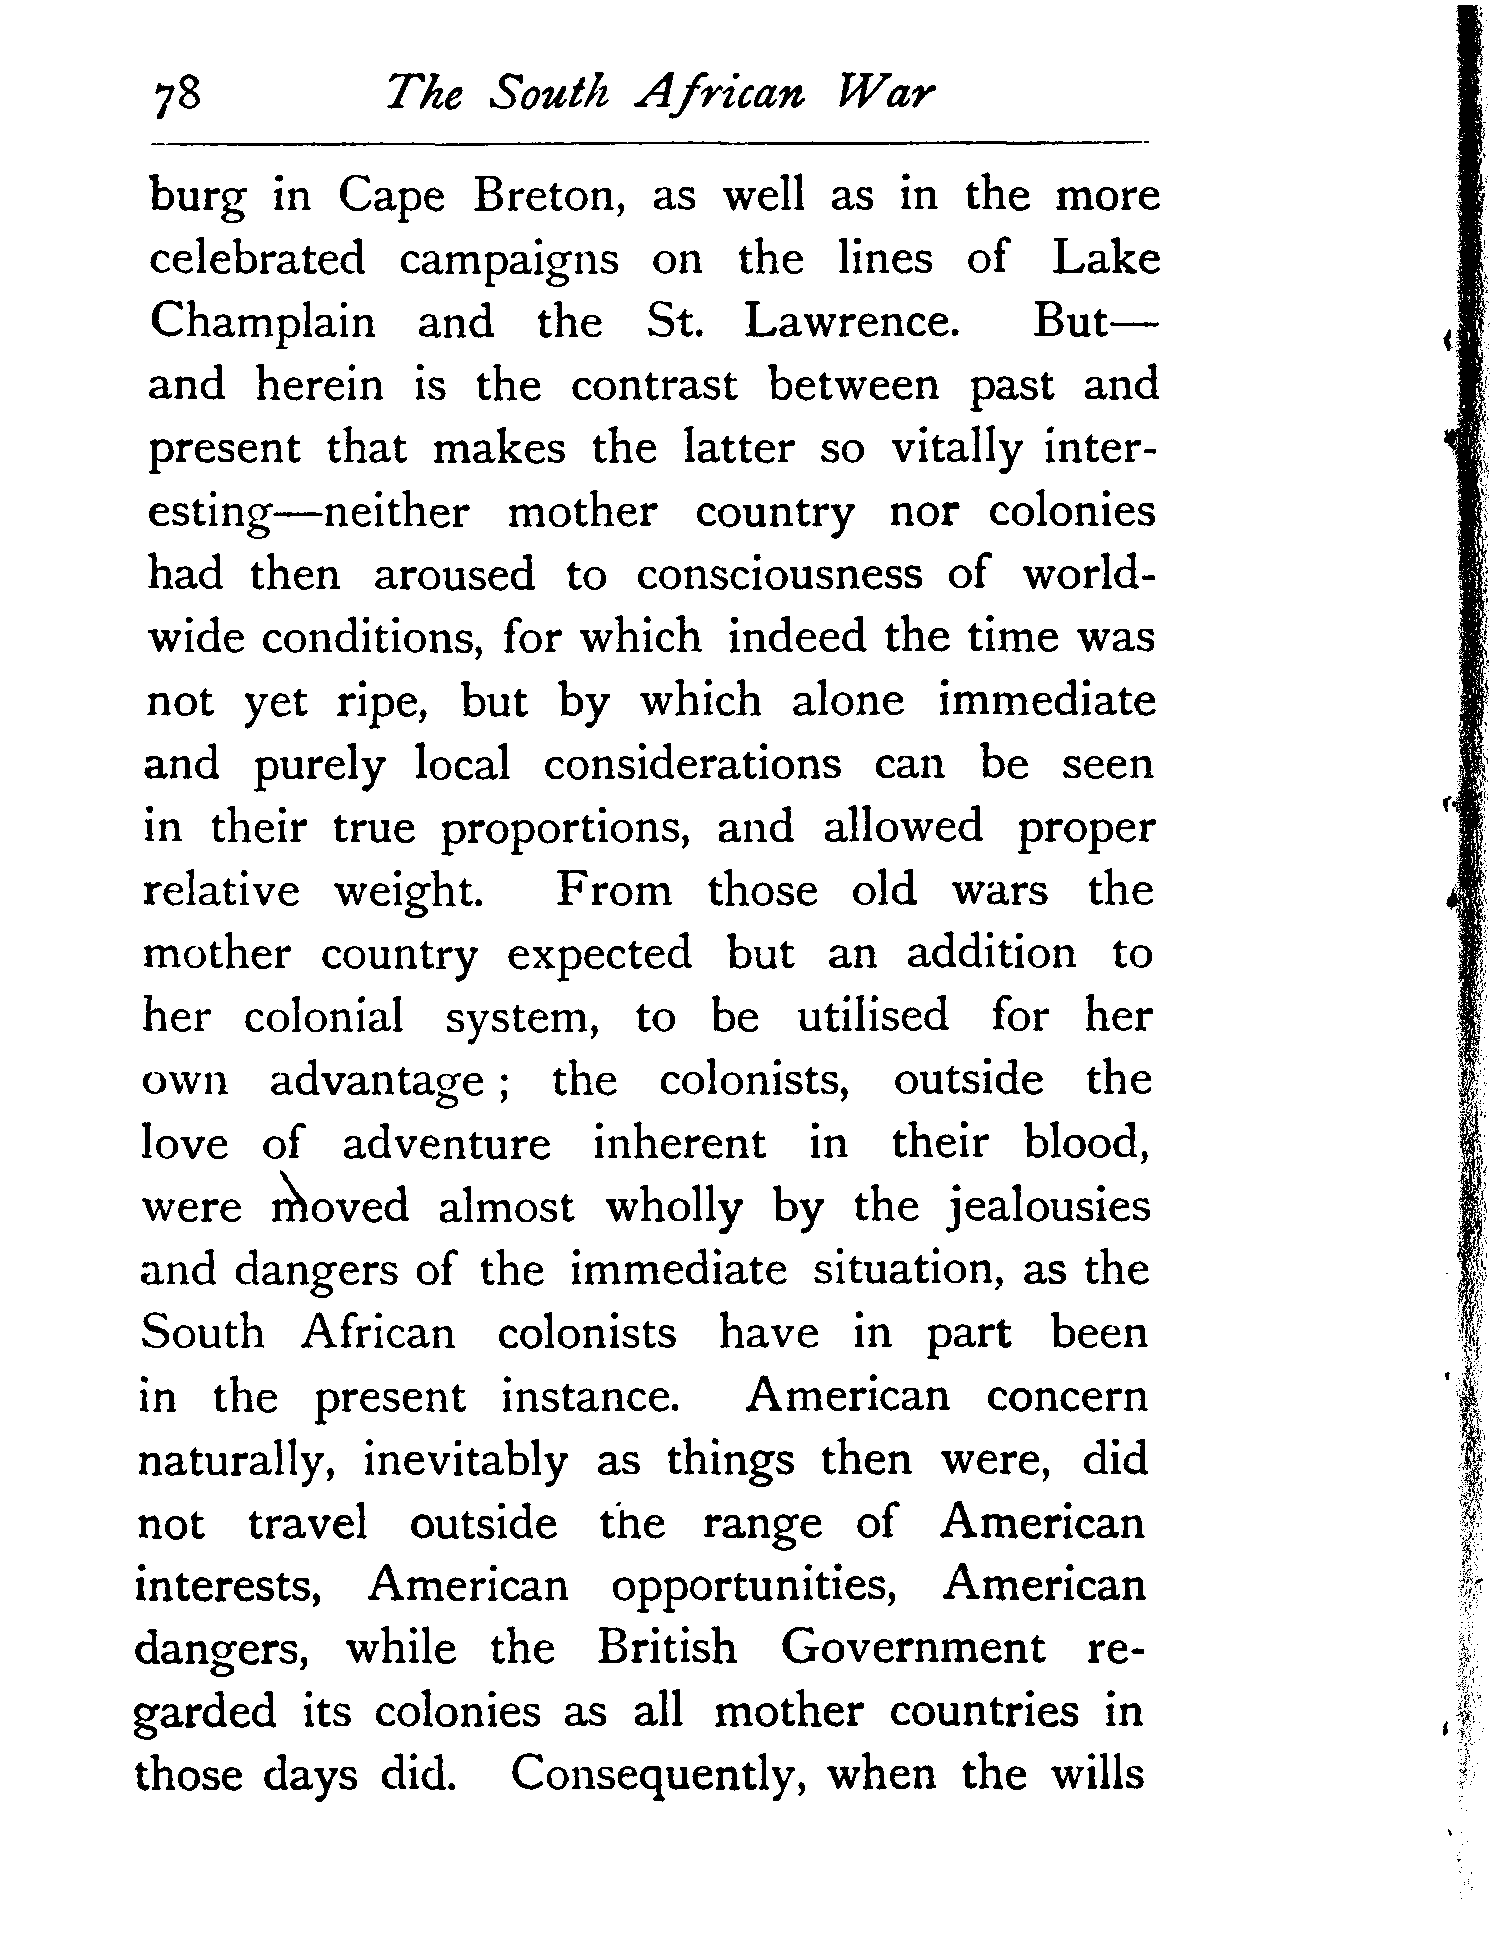 78 The South African War
burg in Cape Breton, as well as in the more
celebrated campaigns on the lines of Lake
Champlain and the St. Lawrence. But—
and herein is the contrast between past and
present that makes the latter so vitally inter-
esting—neither mother country nor colonies
had then aroused to consciousness of world-
wide conditions, for which indeed the time was
not yet ripe, but by which alone immediate
and purely local considerations can be seen
in their true proportions, and allowed proper
relative weight. From those old wars the
mother country expected but an addition to
her colonial system, to be utilised for her
own advantage ; the colonists, outside the
love of adventure inherent in their blood,
were moved almost wholly by the jealousies
and dangers of the immediate situation, as the
South African colonists have in part been
in the present instance. American concern
naturally, inevitably as things then were, did
not travel outside the range of American
interests, American opportunities, American
dangers, while the British Government re-
garded its colonies as all mother countries in
those days did. Consequently, when the wills